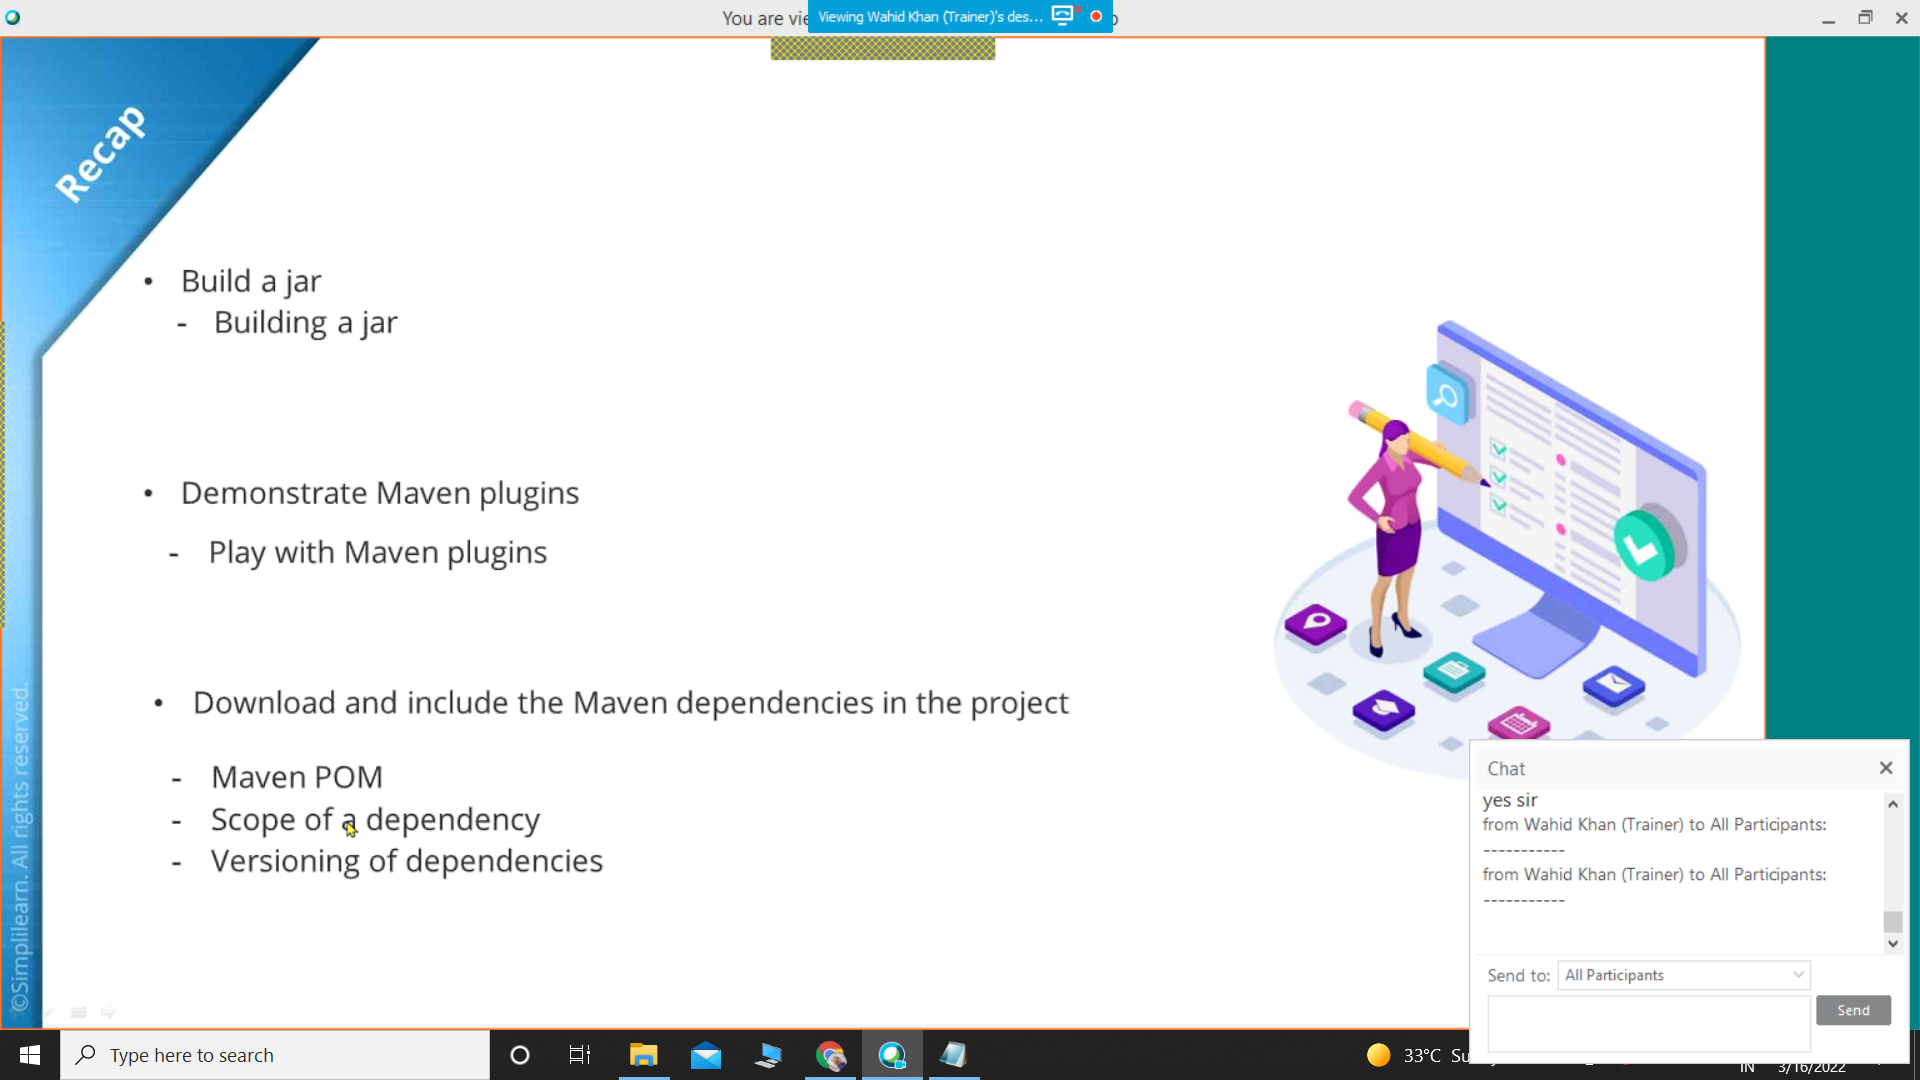 You are vie
Viewing Wahid Khan (Trainer)'s des...
Recap
• Build a jar
- Building a jar
• Demonstrate Maven plugins
- Play with Maven plugins
• Download and include the Maven dependencies in the project
- Maven POM
- Scope of a dependency
- Versioning of dependencies
©Simplilearn. All rights reserved.
Chat
yes sir
from Wahid Khan (Trainer) to All Participants:
-----------
from Wahid Khan (Trainer) to All Participants:
-----------
Send to: All Participants
Send
Type here to search
33°C Su
IN 3/16/2022